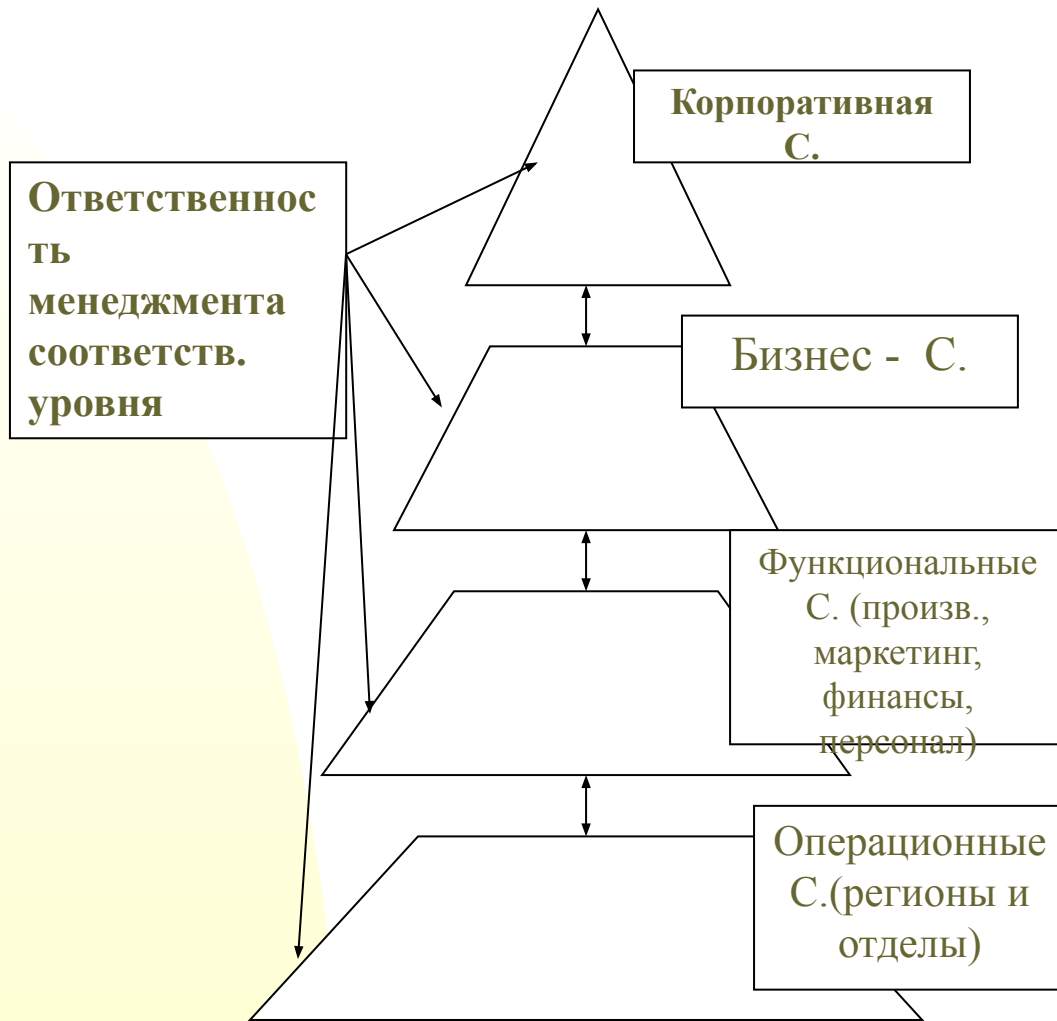 Корпоративная
С.
Ответственнос
ть
менеджмента
соответств.
уровня
Бизнес - С.
Функциональные
С. (произв.,
маркетинг,
финансы,
персонал)
Операционные
С.(регионы и
отделы)